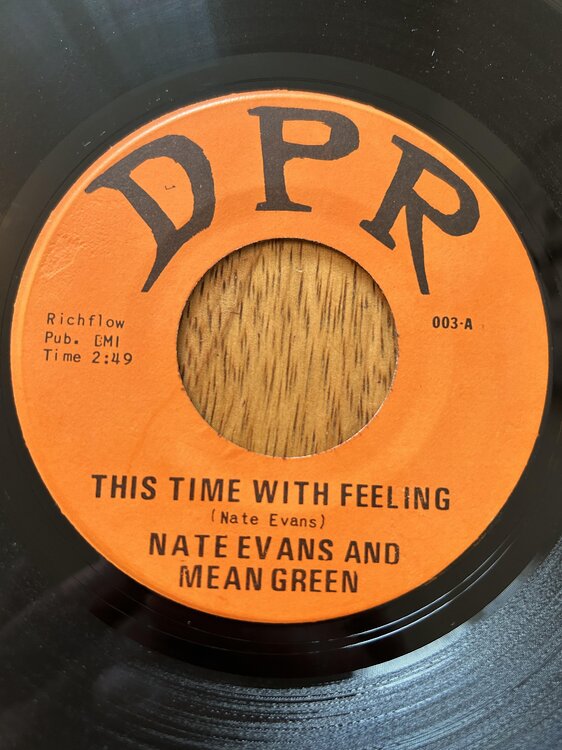 DPR
Richflow
Pub. BMI
Time 2:49
003-A
THIS TIME WITH FEELING
(Nate Evans)
NATE EVANS AND
MEAN GREEN